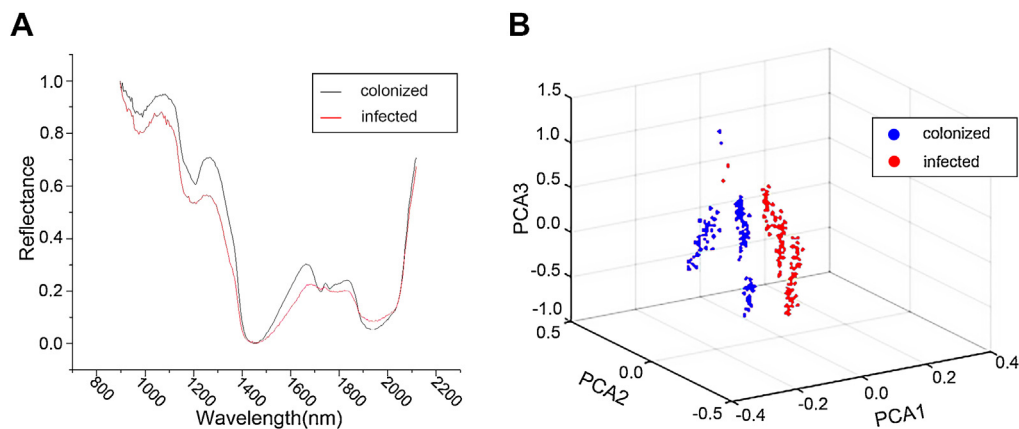 A
1.0
0.8
0.6
0.4
0.2
0.0
Reflectance
800
1000
1200
1400
1600
1800
2000
2200
Wavelength(nm)
colonized
infected
B
1.5
1.0
0.5
0.0
-0.5
-1.0
PCA3
0.5
0.0
-0.5
PCA2
-0.4
-0.2
0.0
0.2
0.4
PCA1
colonized
infected